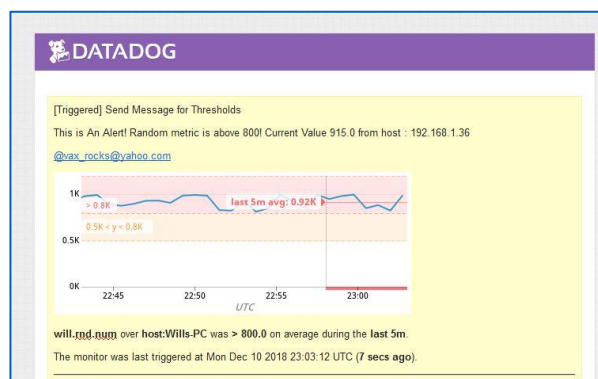 DATADOG
[Triggered] Send Message for Thresholds
This is An Alert! Random metric is above 800! Current Value 915.0 from host : 192.168.1.36
@vax_rocks@yahoo.com
1K
> 0.8K
last 5m avg: 0.92K
0.5K < y < 0.8K
0.5K
0K
22:45 22:50 22:55 23:00
UTC
will.rnd.num over host:Wills-PC was > 800.0 on average during the last 5m.
The monitor was last triggered at Mon Dec 10 2018 23:03:12 UTC (7 secs ago).